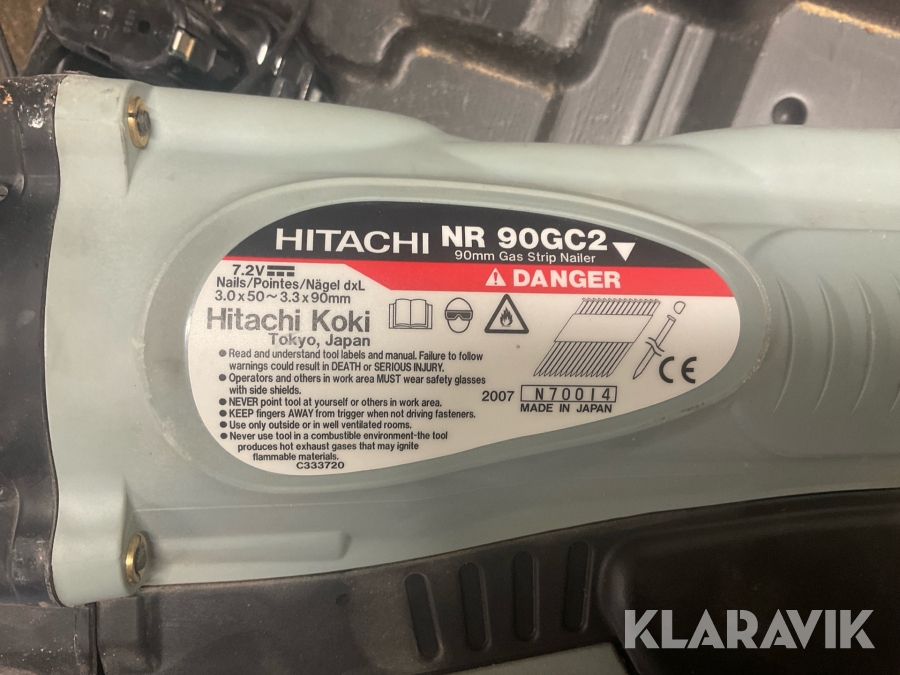 HITACHI NR 90GC2
90mm Gas Strip Nailer
7.2V
DANGER
Nails/Pointes/Nägel dxL
3.0x50~3.3x90mm
Hitachi Koki
Tokyo, Japan
● Read and understand tool labels and manual. Failure to follow
warnings could result in DEATH or SERIOUS INJURY.
● Operators and others in work area MUST wear safety glasses
with side shields.
● NEVER point tool at yourself or others in work area.
● KEEP fingers AWAY from trigger when not driving fasteners.
● Use only outside or in well ventilated rooms.
● Never use tool in a combustible environment-the tool
produces hot exhaust gases that may ignite
flammable materials.
C333720
CE
2007 N70014
MADE IN JAPAN
KLARAVIK